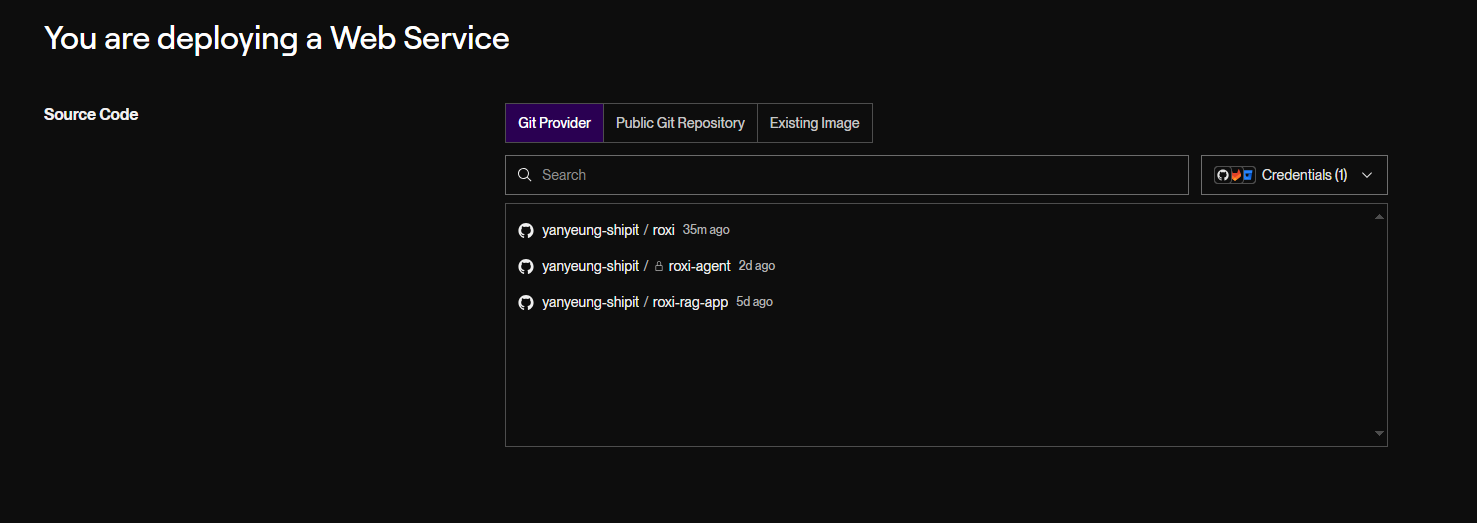 You are deploying a Web Service
Source Code
Git Provider Public Git Repository Existing Image
Search Credentials (1)
yanyeung-shipit / roxi 35m ago
yanyeung-shipit / roxi-agent 2d ago
yanyeung-shipit / roxi-rag-app 5d ago